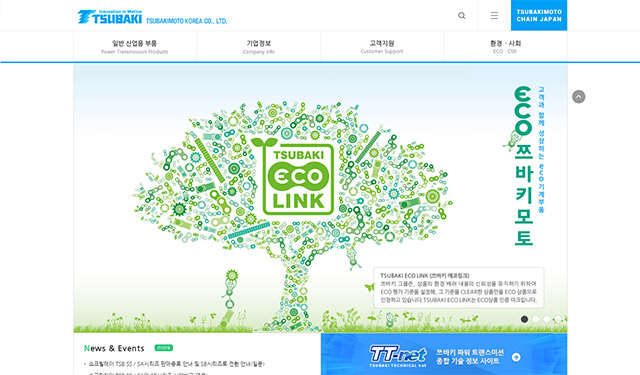 Innovation in Motion
TSUBAKI TSUBAKIMOTO KOREA CO., LTD.
TSUBAKIMOTO
CHAIN JAPAN
일반 산업용 부품
Power Transmission Products
기업정보
Company info
고객지원
Customer Support
환경 · 사회
ECO · CSR
고객과 함께 성장하는 eco기계부품
eco 쯔바키모토
TSUBAKI
eco
LINK
TSUBAKI ECO LINK (쯔바키 에코링크)
쯔바키 그룹은, 상품의 환경 배려 내용의 신뢰성을 유지하기 위하여
ECO 평가 기준을 설정해, 그 기준을 CLEAR한 상품만을 ECO 상품으로
인정하고 있습니다.TSUBAKI ECO LINK는 ECO상품 인증 마크입니다.
News & Events more
쇼크릴레이 TSB SS / SA시리즈 판매종료 안내 및 SB시리즈로 전환 안내(일문)
TT-net
TSUBAKI TECHNICAL net
쯔바키 파워 트랜스미션
종합 기술 정보 사이트